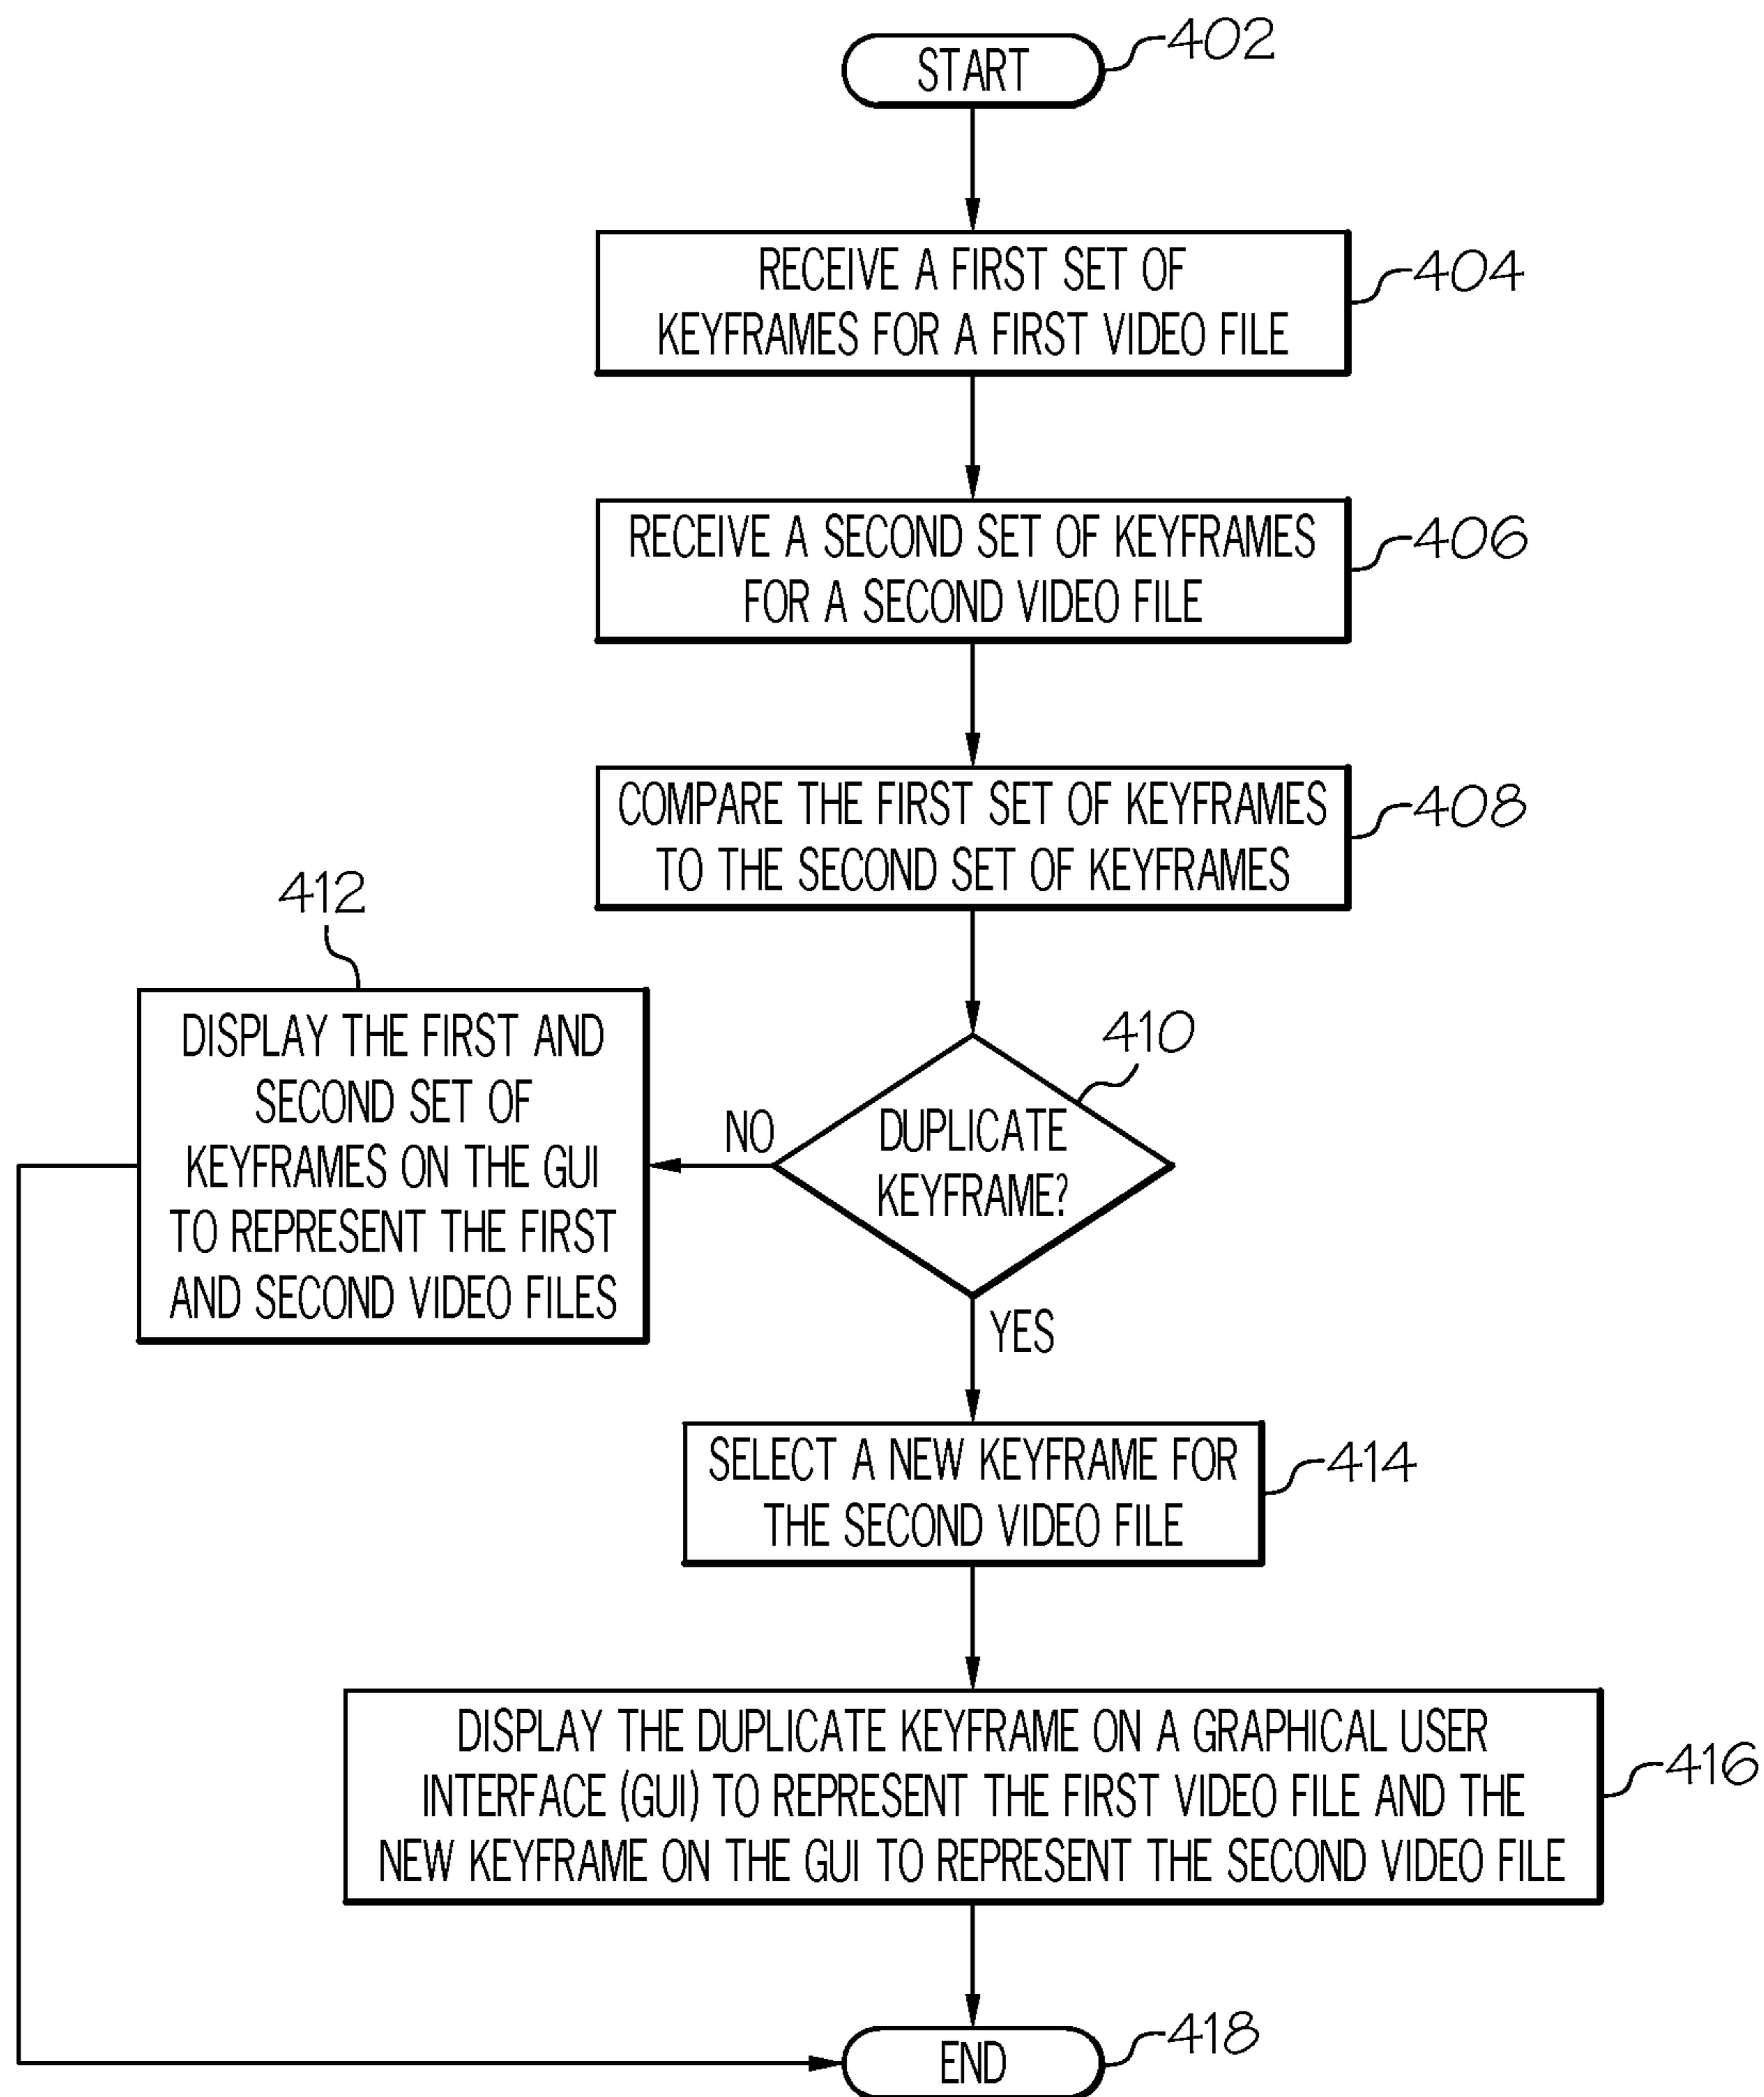 START
402
RECEIVE A FIRST SET OF
KEYFRAMES FOR A FIRST VIDEO FILE
404
RECEIVE A SECOND SET OF KEYFRAMES
FOR A SECOND VIDEO FILE
406
COMPARE THE FIRST SET OF KEYFRAMES
TO THE SECOND SET OF KEYFRAMES
408
DUPLICATE
KEYFRAME?
410
NO
412
DISPLAY THE FIRST AND
SECOND SET OF
KEYFRAMES ON THE GUI
TO REPRESENT THE FIRST
AND SECOND VIDEO FILES
YES
SELECT A NEW KEYFRAME FOR
THE SECOND VIDEO FILE
414
DISPLAY THE DUPLICATE KEYFRAME ON A GRAPHICAL USER
INTERFACE (GUI) TO REPRESENT THE FIRST VIDEO FILE AND THE
NEW KEYFRAME ON THE GUI TO REPRESENT THE SECOND VIDEO FILE
416
END
418